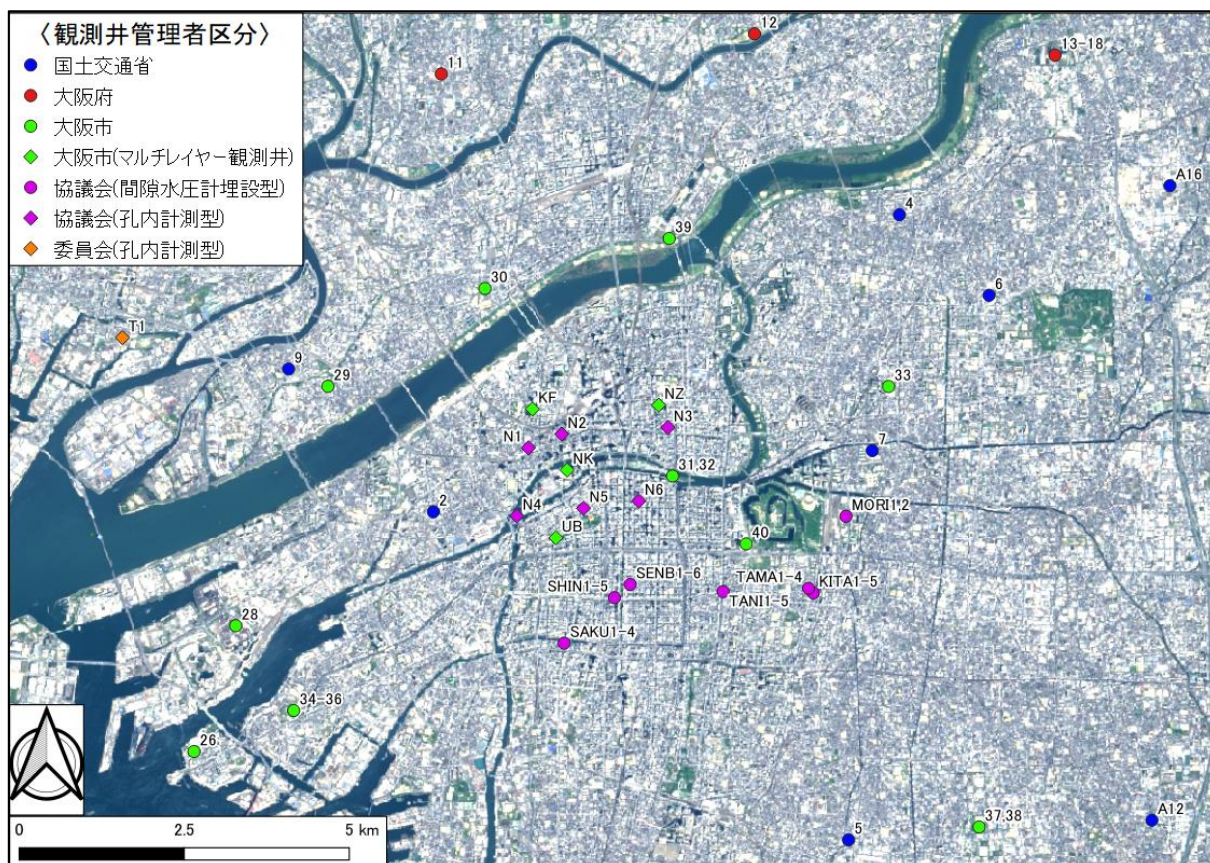 〈観測井管理者区分〉
国土交通省
大阪府
大阪市
大阪市(マルチレイヤー観測井)
協議会(間隙水圧計埋設型)
協議会(孔内計測型)
委員会(孔内計測型)
12
13-18
11
A16
4
39
30
6
T1
9
29
33
KF
NZ
N2
N3
N1
7
NK
31,32
N5
N6
2
N4
MORI1,2
UB
40
SENB1-6
TAMA1-4
KITA1-5
SHIN1-5
TANI1-5
28
SAKU1-4
34-36
26
37,38
A12
5
0 2.5 5 km